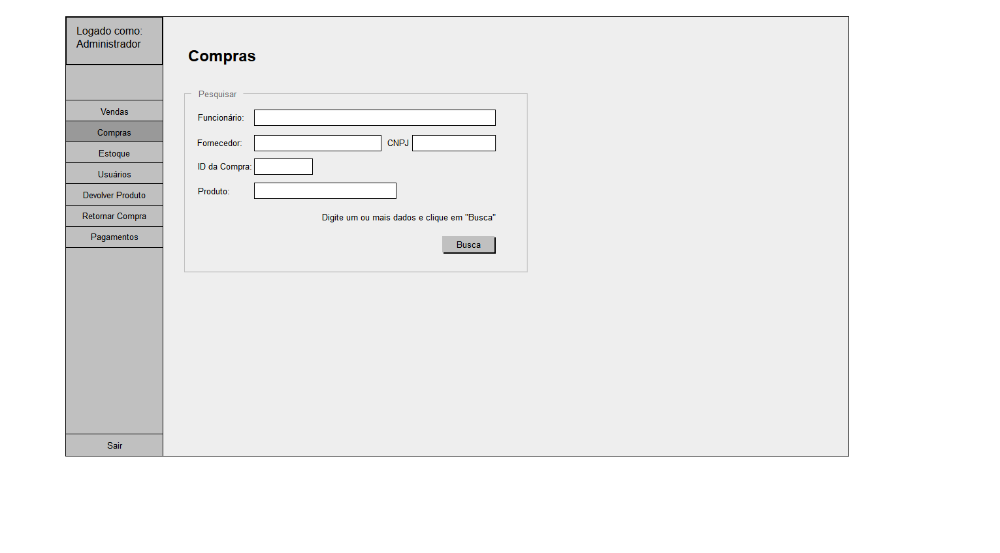 Logado como:
Administrador
Vendas
Compras
Estoque
Usuários
Devolver Produto
Retornar Compra
Pagamentos
Sair
Compras
Pesquisar
Funcionário:
Fornecedor: CNPJ
ID da Compra:
Produto:
Digite um ou mais dados e clique em "Busca"
Busca